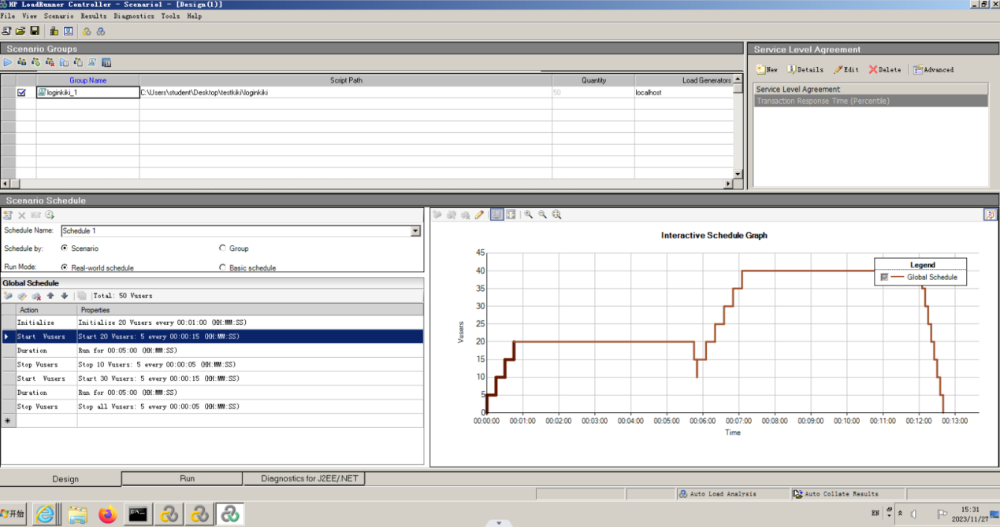 HP LoadRunner Controller - Scenario1 - [Design(1)]
File View Scenario Results Diagnostics Tools Help
Scenario Groups
Group Name Script Path Quantity Load Generators
loginkiki_1 C:\Users\student\Desktop\testkiki\loginkiki 50 localhost
Service Level Agreement
New Details Edit Delete Advanced
Service Level Agreement
Transaction Response Time (Percentile)
Scenario Schedule
Schedule Name: Schedule 1
Schedule by: Scenario Group
Run Mode: Real-world schedule Basic schedule
Global Schedule
Total: 50 Vusers
Action Properties
Initialize Initialize 20 Vusers every 00:01:00 (HH:MM:SS)
Start Vusers Start 20 Vusers: 5 every 00:00:15 (HH:MM:SS)
Duration Run for 00:05:00 (HH:MM:SS)
Stop Vusers Stop 10 Vusers: 5 every 00:00:05 (HH:MM:SS)
Start Vusers Start 30 Vusers: 5 every 00:00:15 (HH:MM:SS)
Duration Run for 00:05:00 (HH:MM:SS)
Stop Vusers Stop all Vusers: 5 every 00:00:05 (HH:MM:SS)
*
Interactive Schedule Graph
45
40
35
30
25
20
15
10
5
0
Vusers
Legend
Global Schedule
00:00:00 00:01:00 00:02:00 00:03:00 00:04:00 00:05:00 00:06:00 00:07:00 00:08:00 00:09:00 00:10:00 00:11:00 00:12:00 00:13:00
Time
Design Run Diagnostics for J2EE/.NET
Auto Load Analysis Auto Collate Results
开始
EN
15:31
2023/11/27